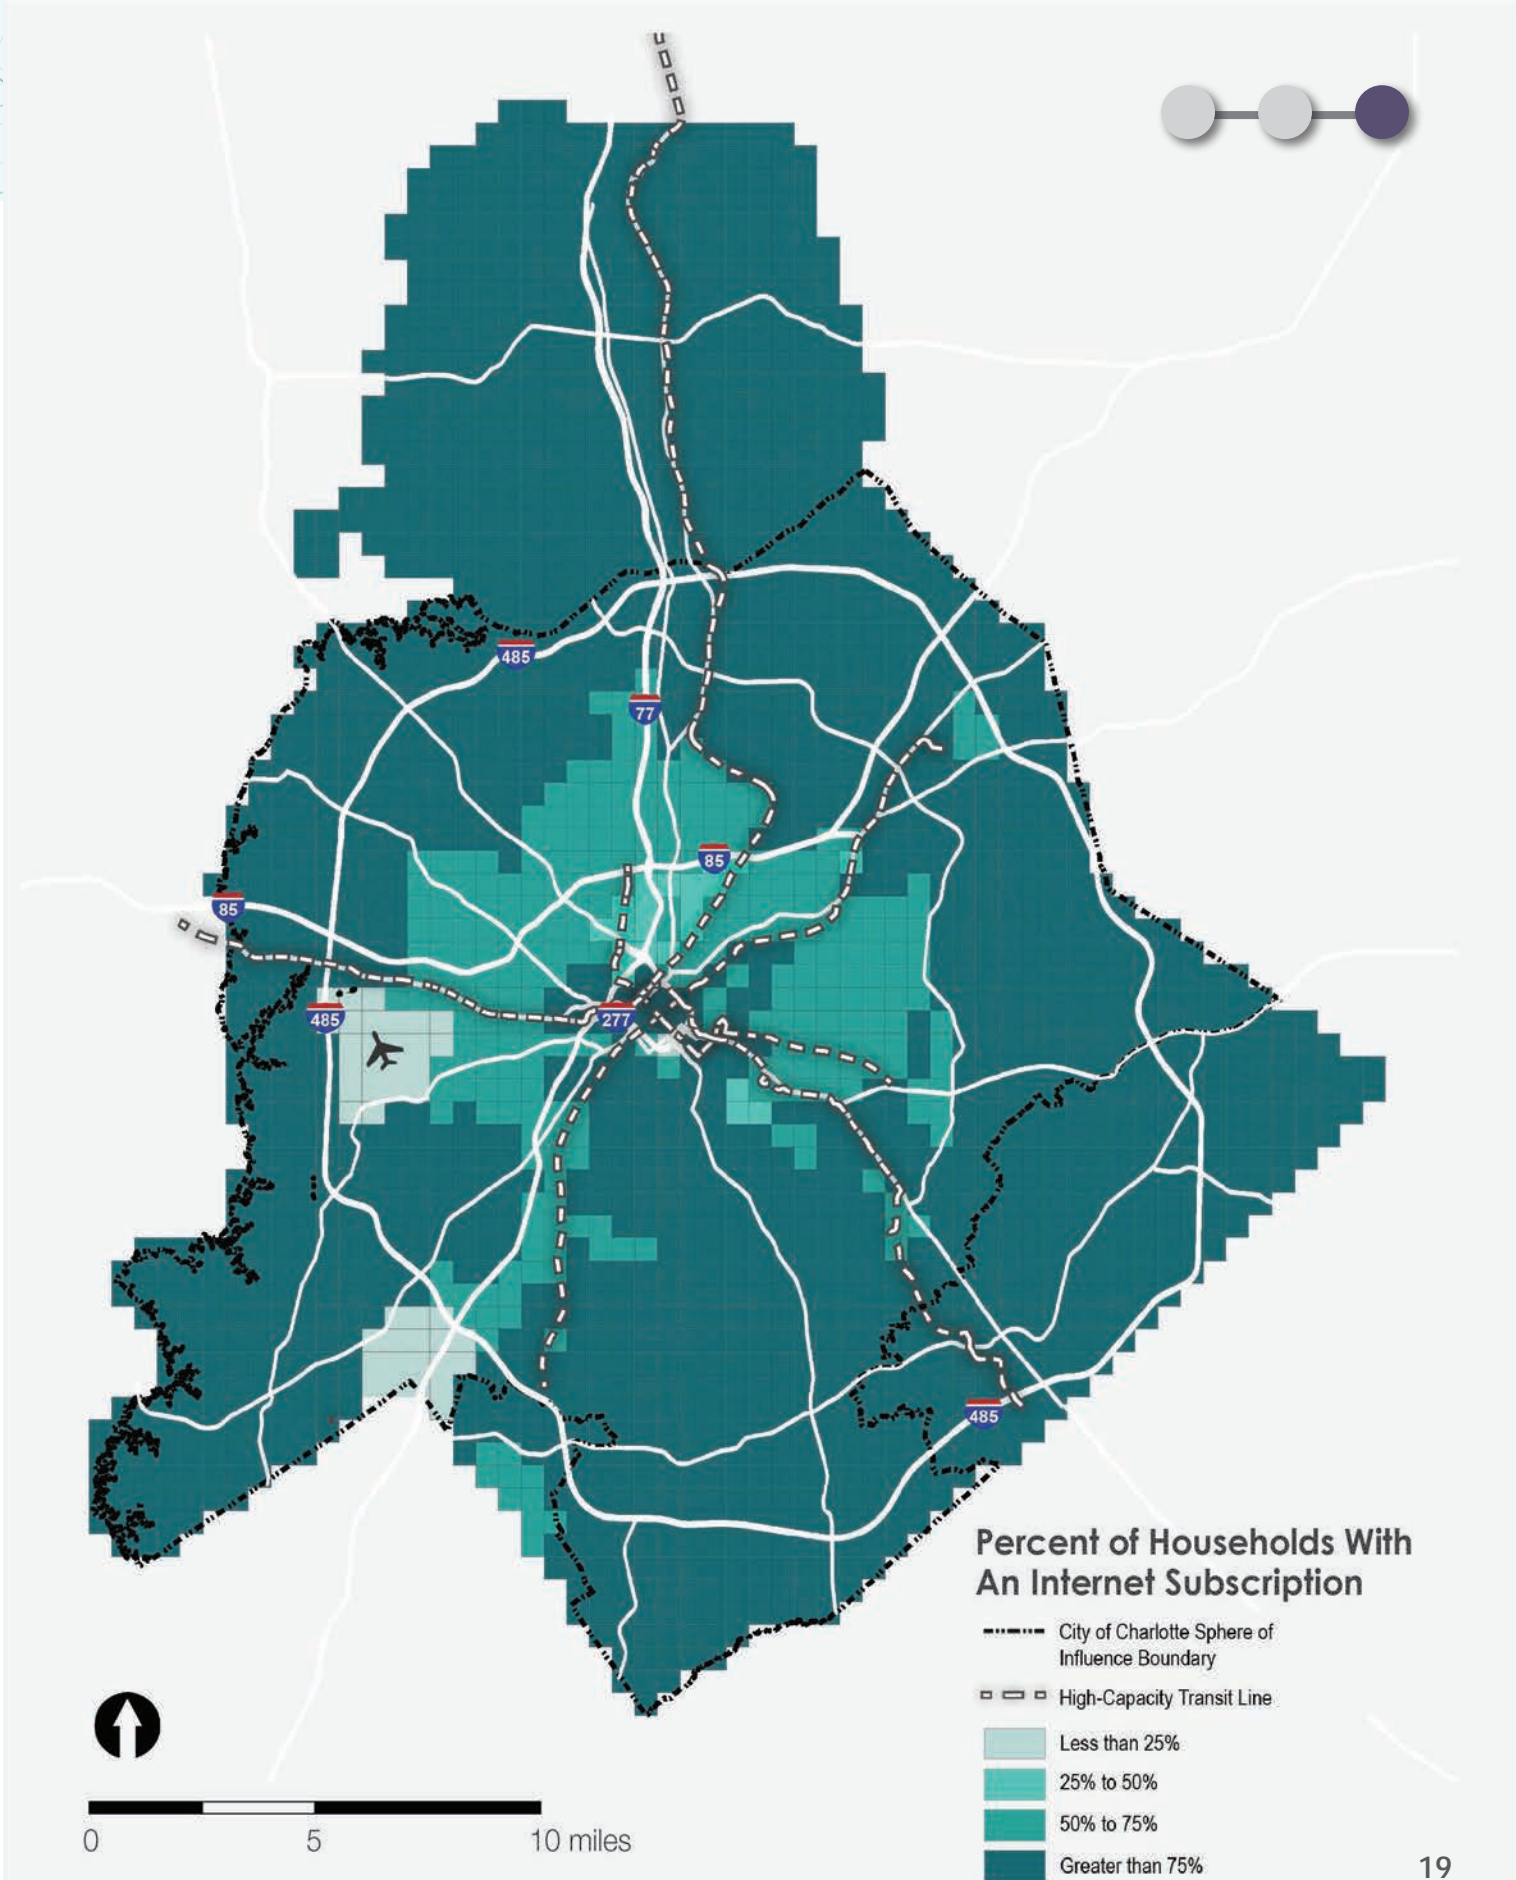 485
77
85
85
485
277
485
Percent of Households With
An Internet Subscription
City of Charlotte Sphere of
Influence Boundary
High-Capacity Transit Line
Less than 25%
25% to 50%
50% to 75%
Greater than 75%
0 5 10 miles
19